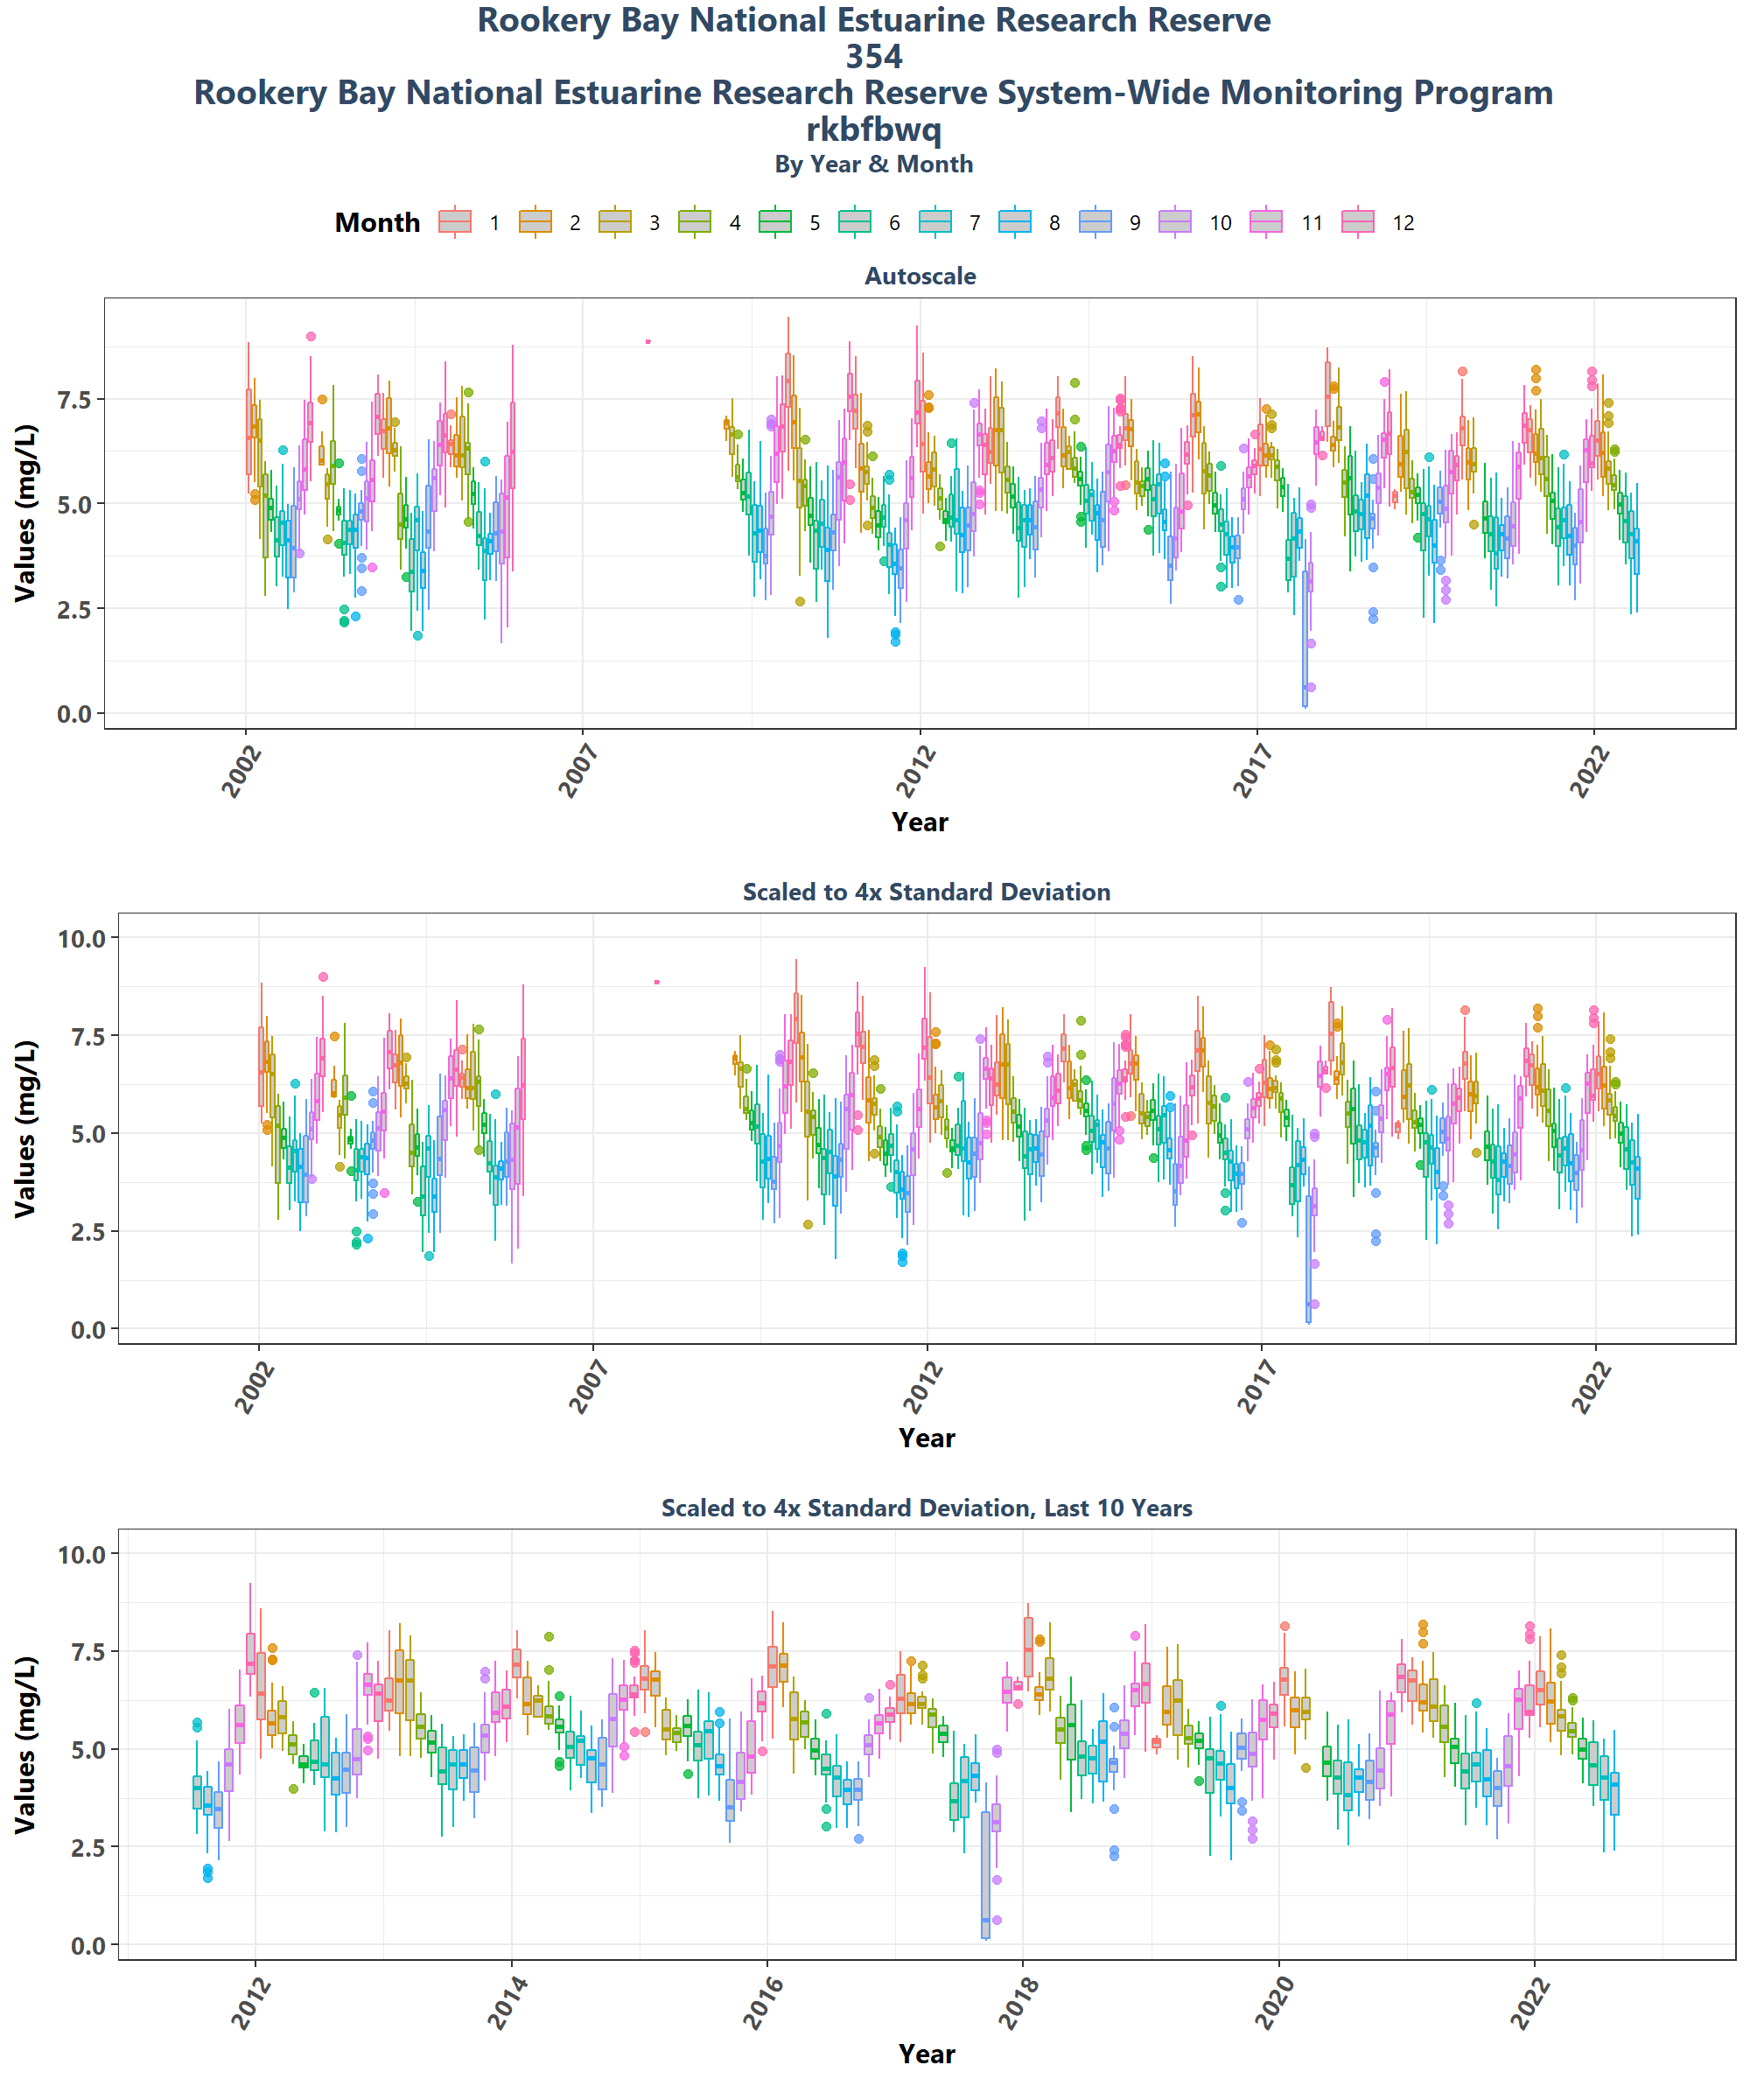 Rookery Bay National Estuarine Research Reserve
354
Rookery Bay National Estuarine Research Reserve System-Wide Monitoring Program
rkbfbwq
By Year & Month
Month 1 2 3 4 5 6 7 8 9 10 11 12
Autoscale
Values (mg/L)
7.5
5.0
2.5
0.0
2002 2007 2012 2017 2022
Year
Scaled to 4x Standard Deviation
Values (mg/L)
10.0
7.5
5.0
2.5
0.0
2002 2007 2012 2017 2022
Year
Scaled to 4x Standard Deviation, Last 10 Years
Values (mg/L)
10.0
7.5
5.0
2.5
0.0
2012 2014 2016 2018 2020 2022
Year